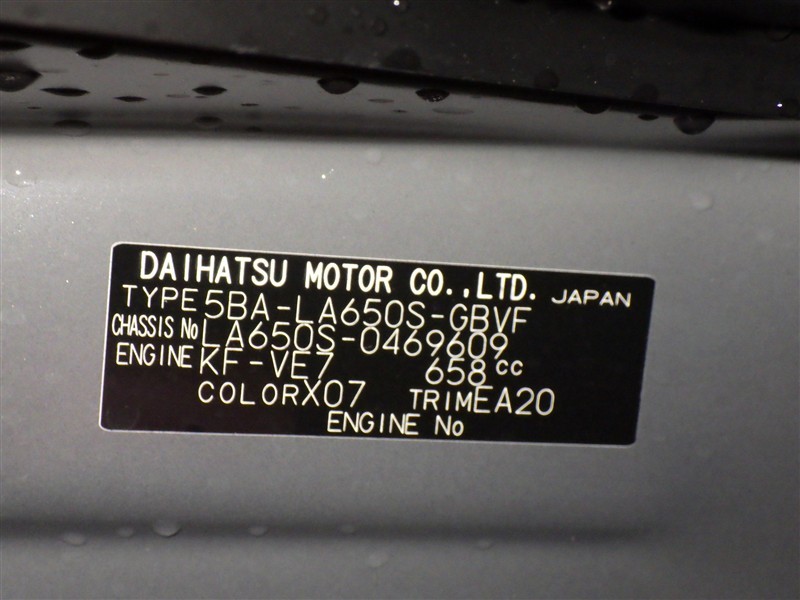 DAIHATSU MOTOR CO.,LTD. JAPAN
TYPE 5BA-LA650S-GBVF
CHASSIS No LA650S-0469609
ENGINE KF-VE7 658 cc
COLOR X07 TRIM EA20
ENGINE No